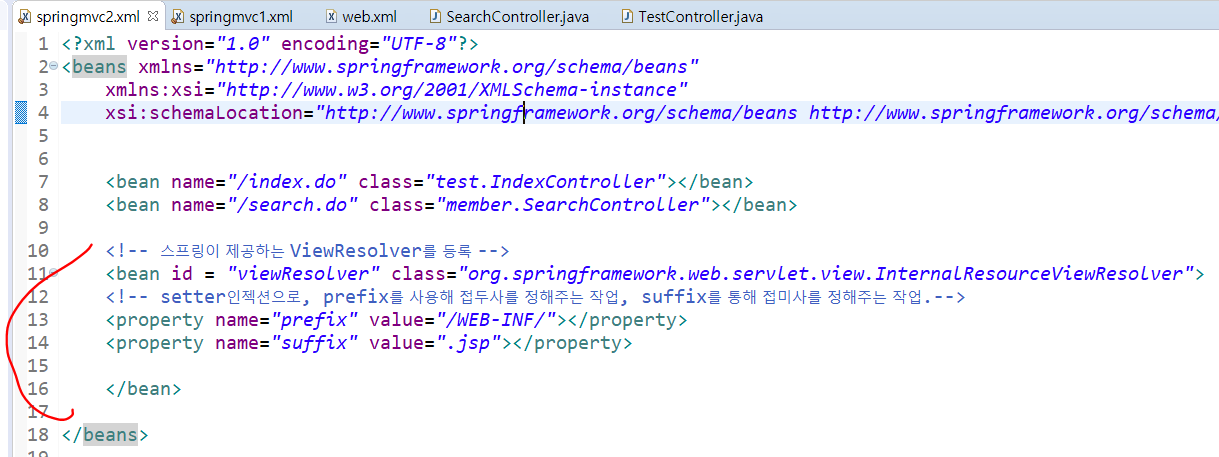 springmvc2.xml springmvc1.xml web.xml SearchController.java TestController.java
1 <?xml version="1.0" encoding="UTF-8"?>
2 <beans xmlns="http://www.springframework.org/schema/beans"
3 xmlns:xsi="http://www.w3.org/2001/XMLSchema-instance"
4 xsi:schemaLocation="http://www.springframework.org/schema/beans http://www.springframework.org/schema/
5
6
7 <bean name="/index.do" class="test.IndexController"></bean>
8 <bean name="/search.do" class="member.SearchController"></bean>
9
10 <!-- 스프링이 제공하는 ViewResolver를 등록 -->
11 <bean id = "viewResolver" class="org.springframework.web.servlet.view.InternalResourceViewResolver">
12 <!-- setter인젝션으로, prefix를 사용해 접두사를 정해주는 작업, suffix를 통해 접미사를 정해주는 작업.-->
13 <property name="prefix" value="/WEB-INF/"></property>
14 <property name="suffix" value=".jsp"></property>
15
16 </bean>
17
18 </beans>
19